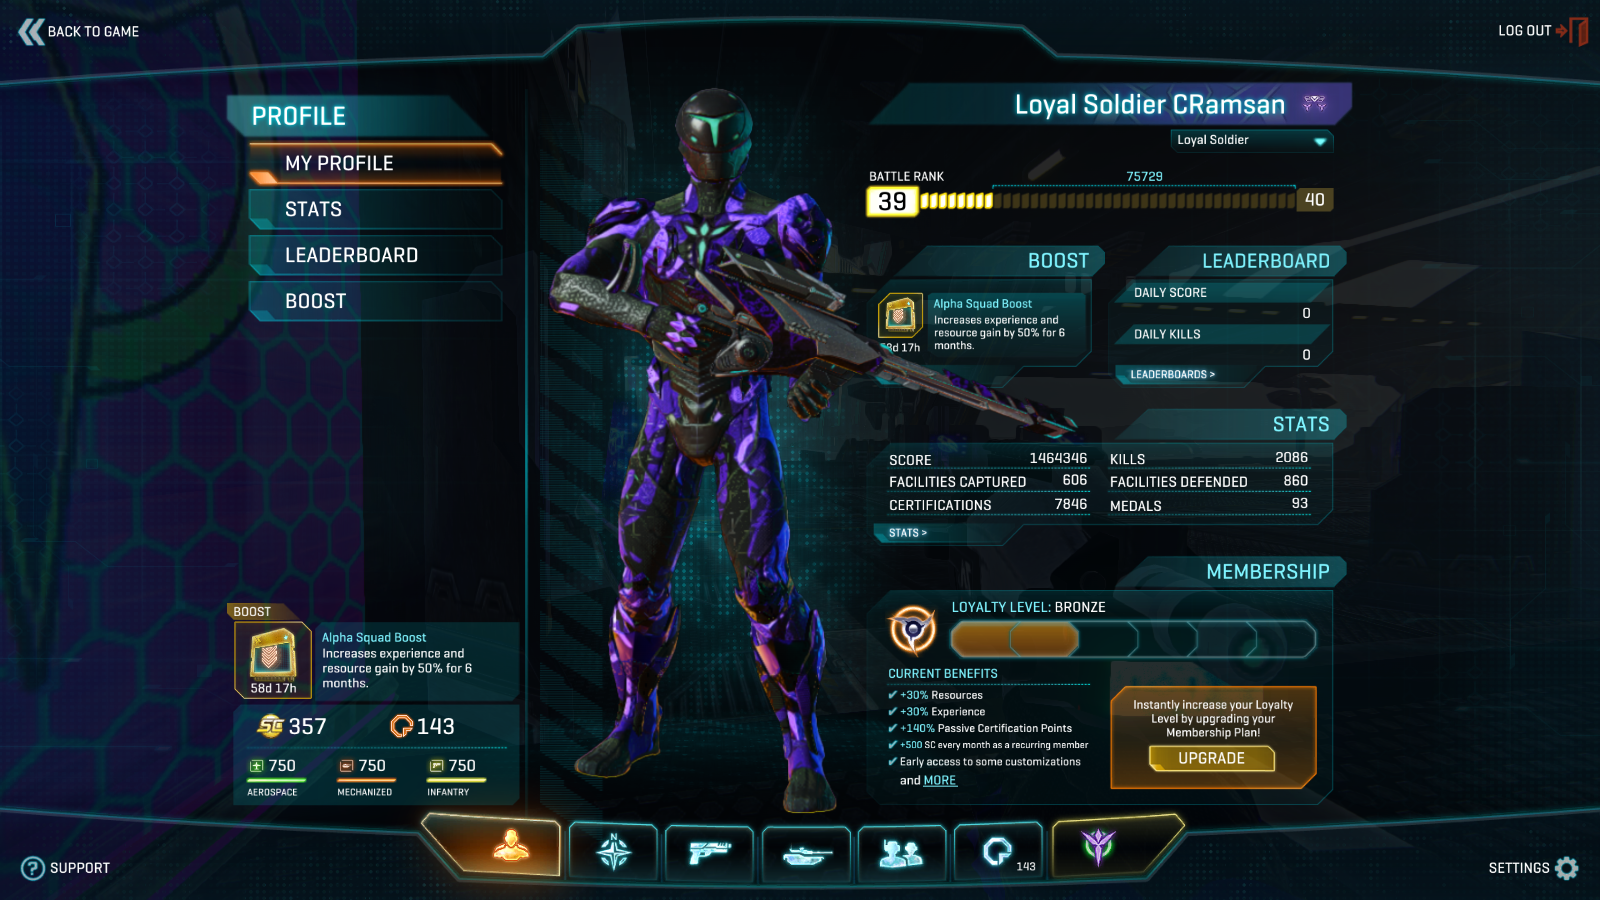 BACK TO GAME
LOG OUT
PROFILE
MY PROFILE
STATS
LEADERBOARD
BOOST
Loyal Soldier CRamsan
Loyal Soldier
BATTLE RANK
75729
39
40
BOOST
Alpha Squad Boost
Increases experience and
resource gain by 50% for 6
months.
17h
LEADERBOARD
DAILY SCORE
0
DAILY KILLS
0
LEADERBOARDS >
STATS
SCORE 1464346
KILLS 2086
FACILITIES CAPTURED 606
FACILITIES DEFENDED 860
CERTIFICATIONS 7846
MEDALS 93
STATS >
MEMBERSHIP
LOYALTY LEVEL: BRONZE
CURRENT BENEFITS
✔ +30% Resources
✔ +30% Experience
✔ +140% Passive Certification Points
✔ +500 SC every month as a recurring member
✔ Early access to some customizations
and MORE
Instantly increase your Loyalty
Level by upgrading your
Membership Plan!
UPGRADE
BOOST
Alpha Squad Boost
Increases experience and
resource gain by 50% for 6
months.
58d 17h
SC 357
143
750
750
750
AEROSPACE
MECHANIZED
INFANTRY
N
143
? SUPPORT
SETTINGS